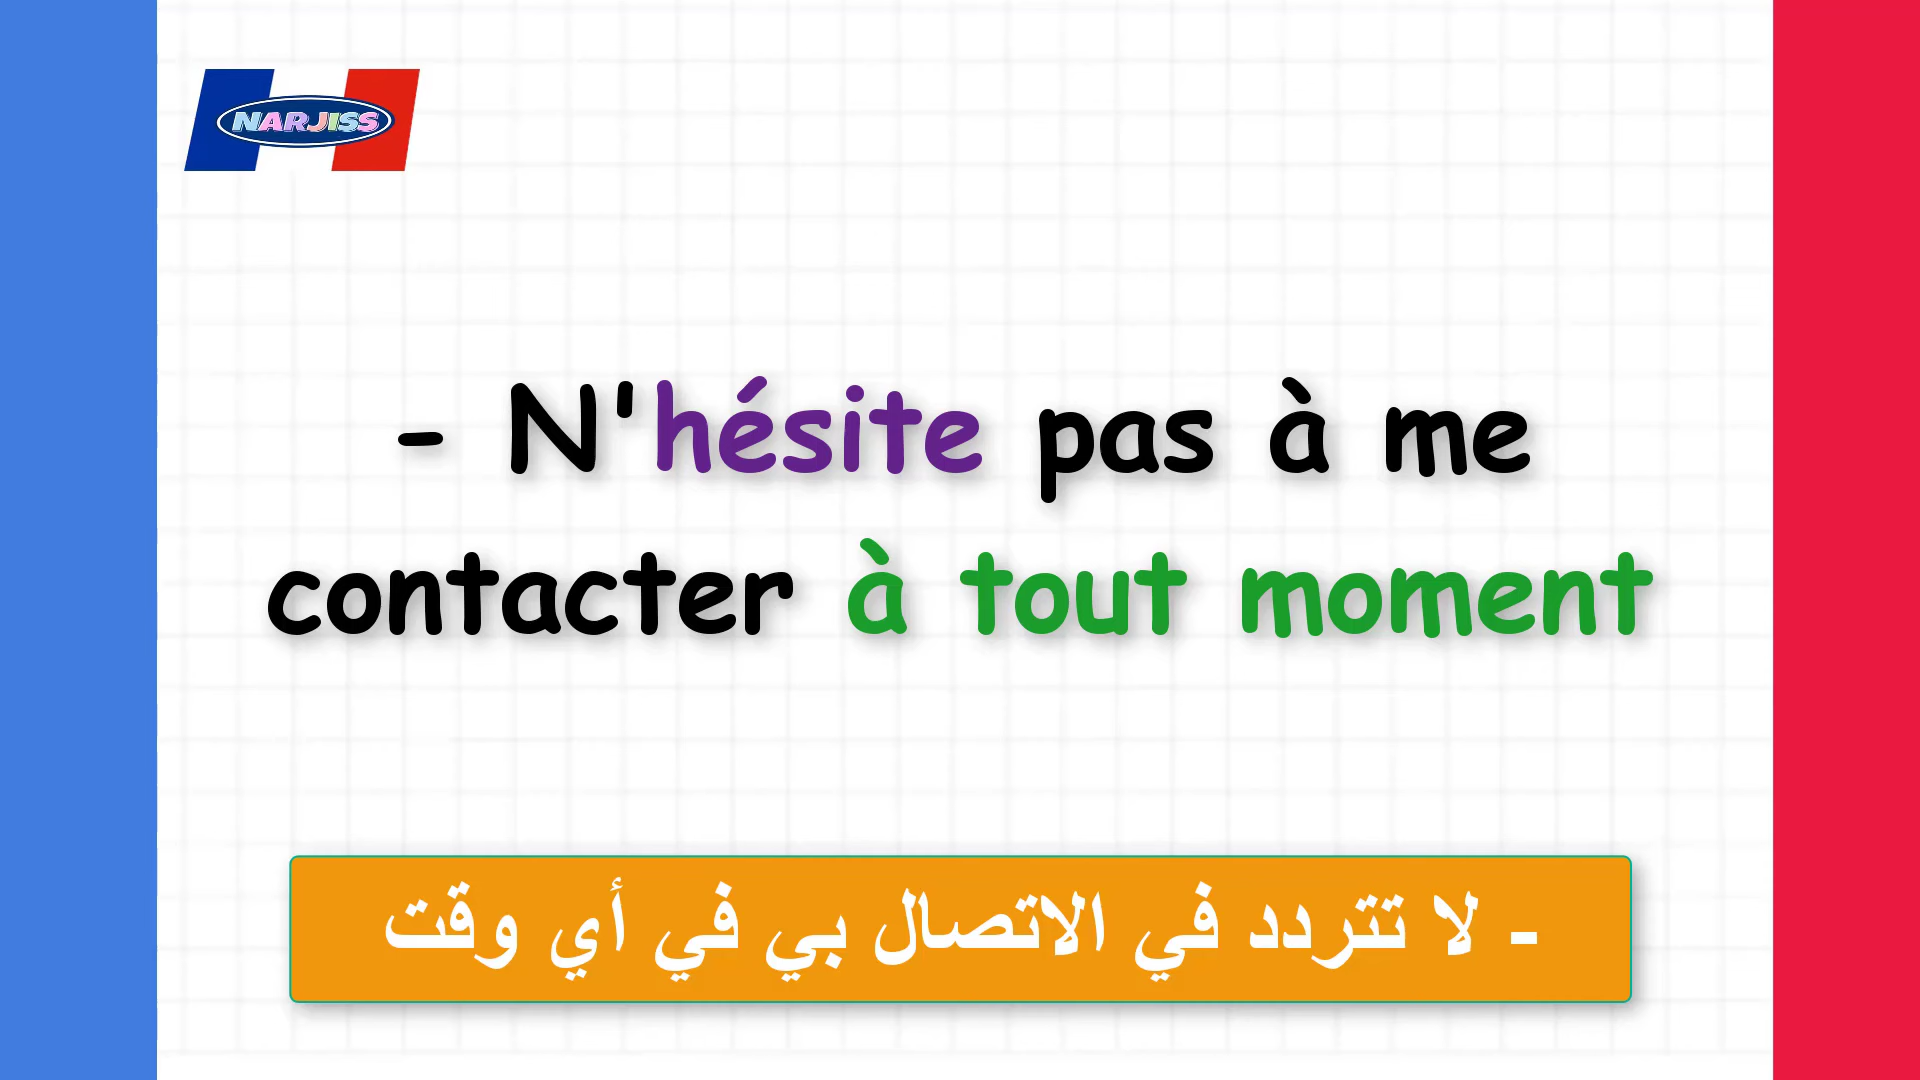 NARJISS
- N'hésite pas à me
contacter à tout moment
- لا تتردد في الاتصال بي في أي وقت